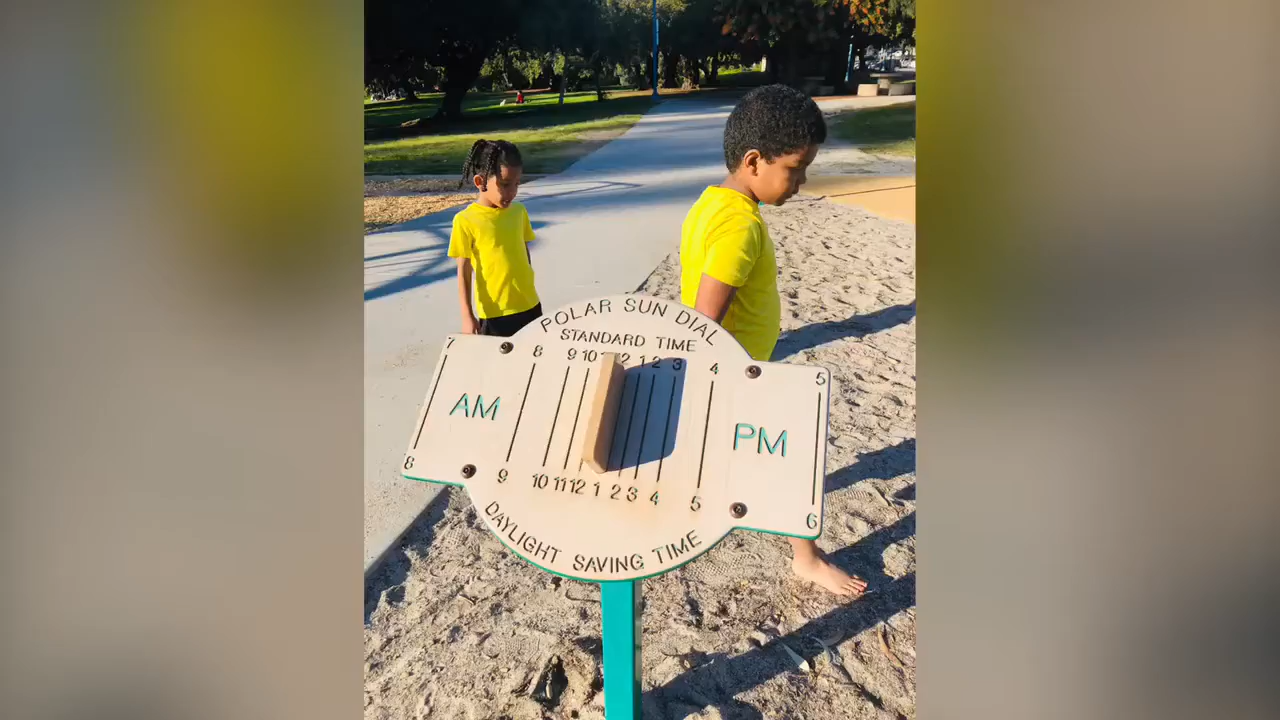 POLAR SUN DIAL
STANDARD TIME
7 8 9 10 12 1 2 3 4 5
AM
PM
8 9 10 11 12 1 2 3 4 5 6
DAYLIGHT SAVING TIME